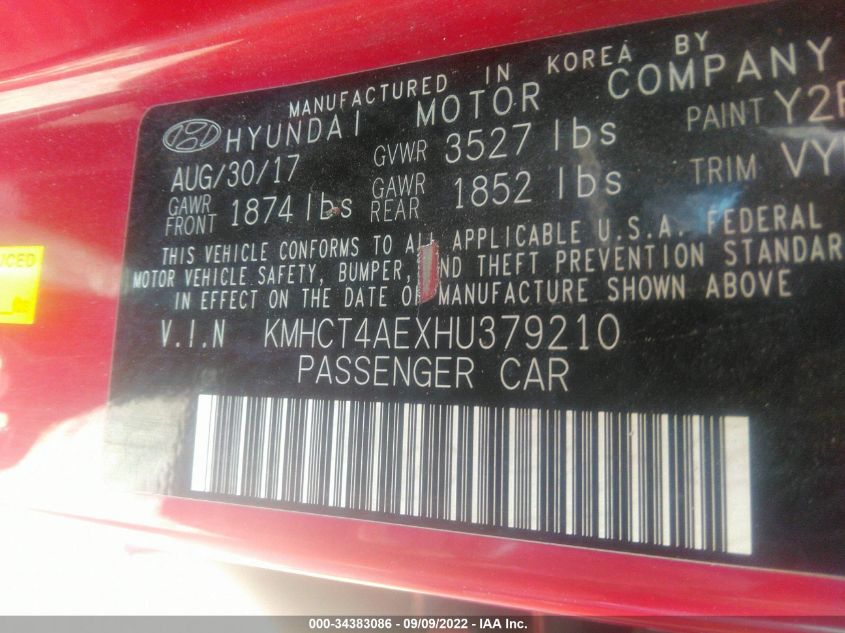 MANUFACTURED IN KOREA BY
HYUNDAI MOTOR COMPANY
AUG/30/17 GVWR 3527 lbs PAINT
GAWR FRONT 1874 lbs GAWR REAR 1852 lbs TRIM
THIS VEHICLE CONFORMS TO ALL APPLICABLE U.S.A. FEDERAL
MOTOR VEHICLE SAFETY, BUMPER, AND THEFT PREVENTION STANDAR
IN EFFECT ON THE DATE OF MANUFACTURE SHOWN ABOVE
V.I.N KMHCT4AEXHU379210
PASSENGER CAR
000-34383086 - 09/09/2022 - IAA Inc.